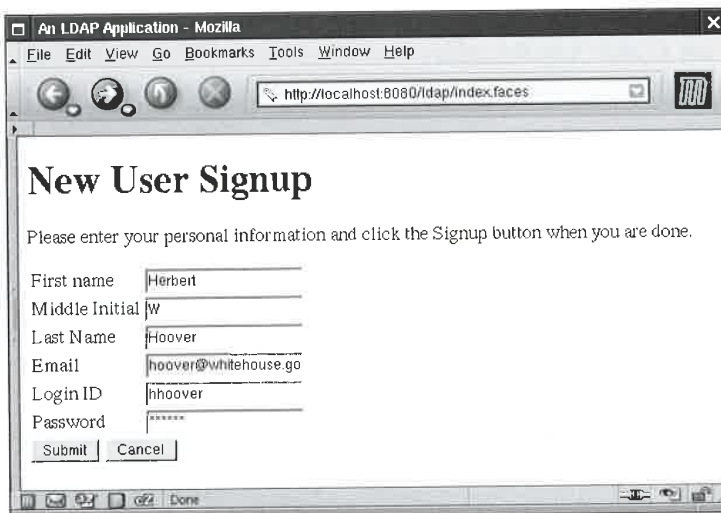 An LDAP Application - Mozilla
File Edit View Go Bookmarks Tools Window Help
http://localhost:8080/ldap/index.faces
New User Signup
Please enter your personal information and click the Signup button when you are done.
First name Herbert
Middle Initial W
Last Name Hoover
Email hoover@whitehouse.go
Login ID hhoover
Password ******
Submit Cancel
Done